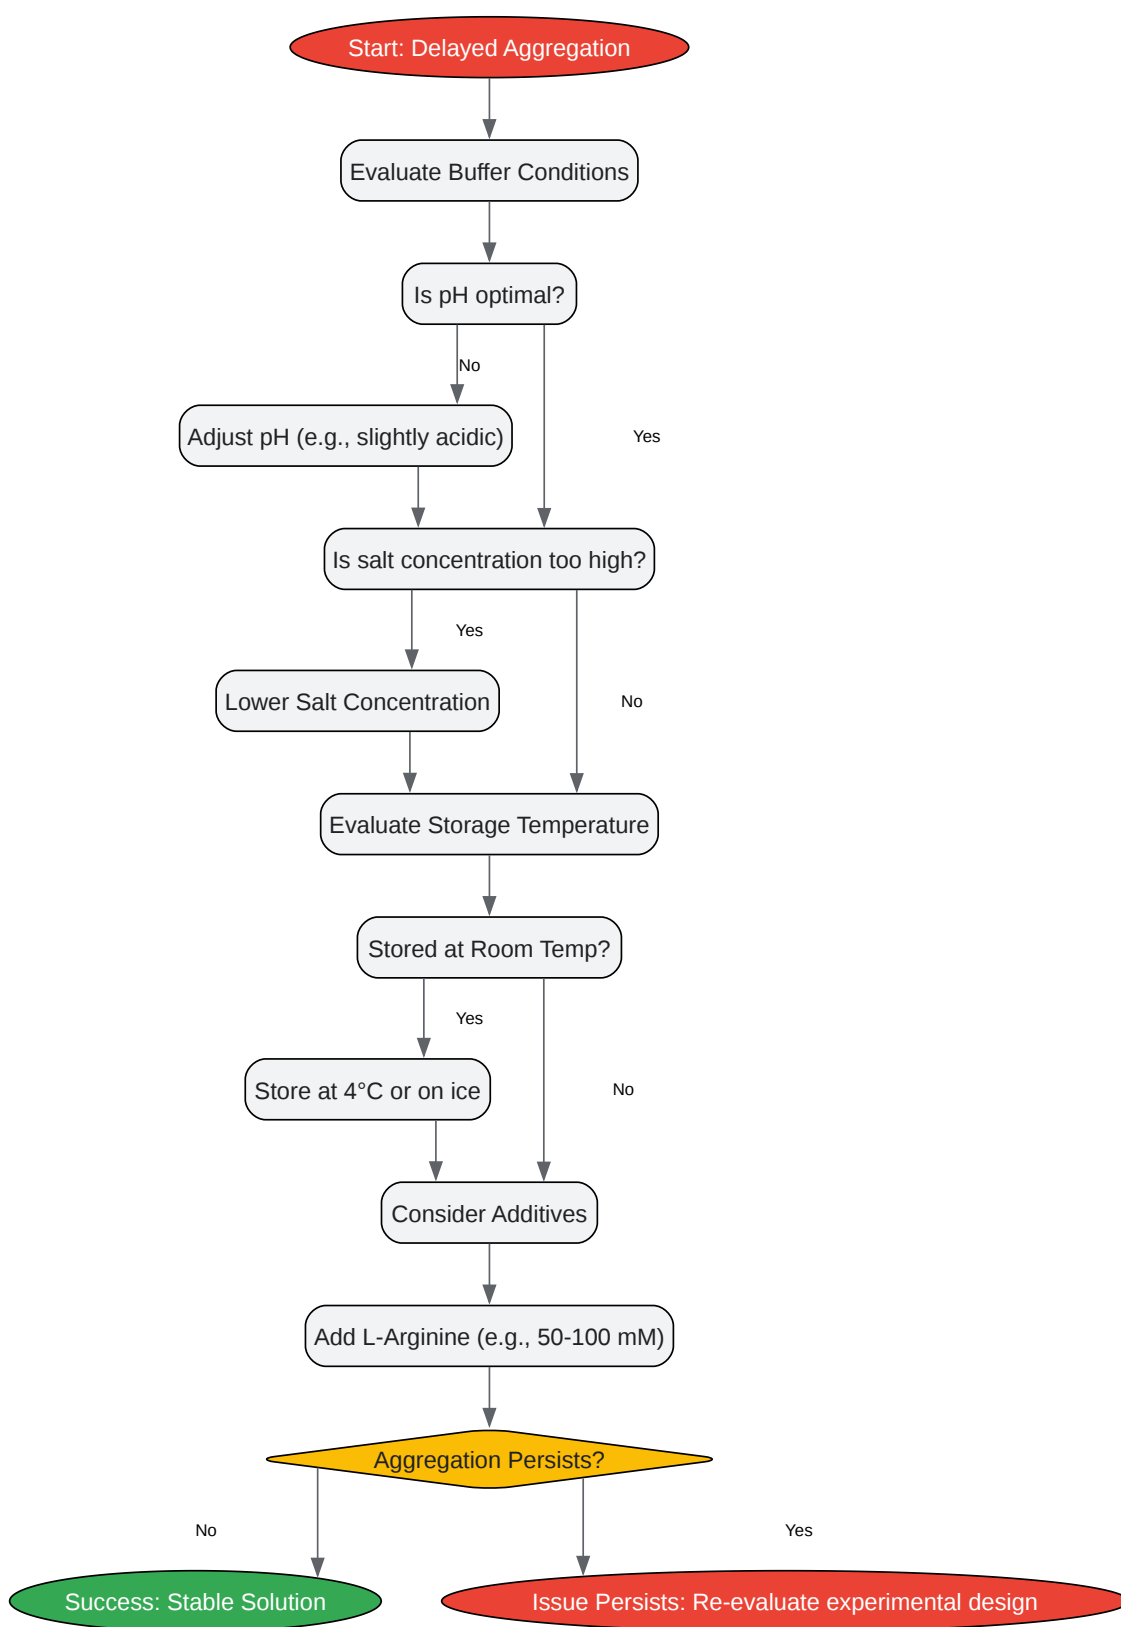 Start: Delayed Aggregation
Evaluate Buffer Conditions
Is pH optimal?
No
Adjust pH (e.g., slightly acidic)
Yes
Is salt concentration too high?
Yes
Lower Salt Concentration
No
Evaluate Storage Temperature
Stored at Room Temp?
Yes
Store at 4°C or on ice
No
Consider Additives
Add L-Arginine (e.g., 50-100 mM)
Aggregation Persists?
No
Yes
Success: Stable Solution
Issue Persists: Re-evaluate experimental design